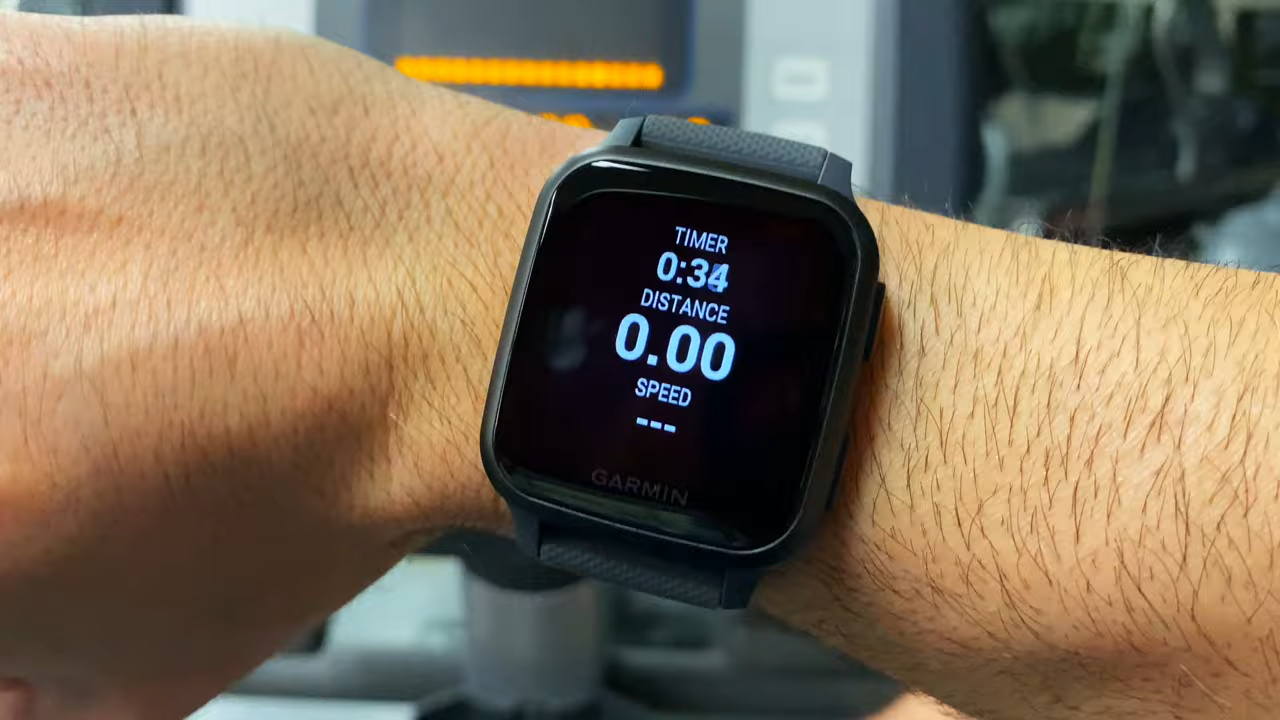 TIMER
0:34
DISTANCE
0.00
SPEED
---
GARMIN